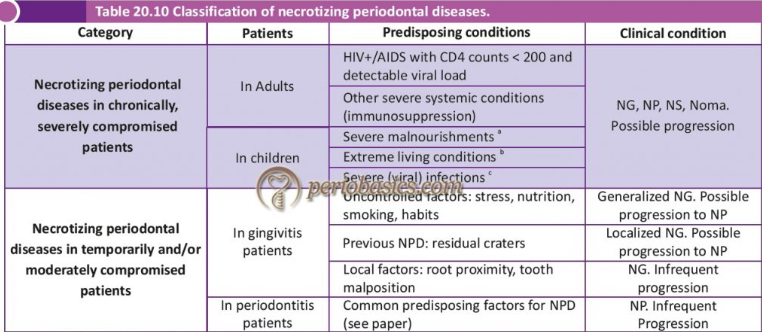 Table 20.10 Classification of necrotizing periodontal diseases.
Category Patients Predisposing conditions Clinical condition
Necrotizing periodontal
diseases in chronically,
severely compromised
patients
In Adults
HIV+/AIDS with CD4 counts < 200 and
detectable viral load
Other severe systemic conditions
(immunosuppression)
In children
Severe malnourishments a
Extreme living conditions b
Severe (viral) infections c
NG, NP, NS, Noma.
Possible progression
Necrotizing periodontal
diseases in temporarily and/or
moderately compromised
patients
In gingivitis
patients
Uncontrolled factors: stress, nutrition,
smoking, habits
Generalized NG. Possible
progression to NP
Previous NPD: residual craters
Localized NG. Possible
progression to NP
Local factors: root proximity, tooth
malposition
NG. Infrequent
progression
In periodontitis
patients
Common predisposing factors for NPD
(see paper)
NP. Infrequent
Progression
periobasics.com